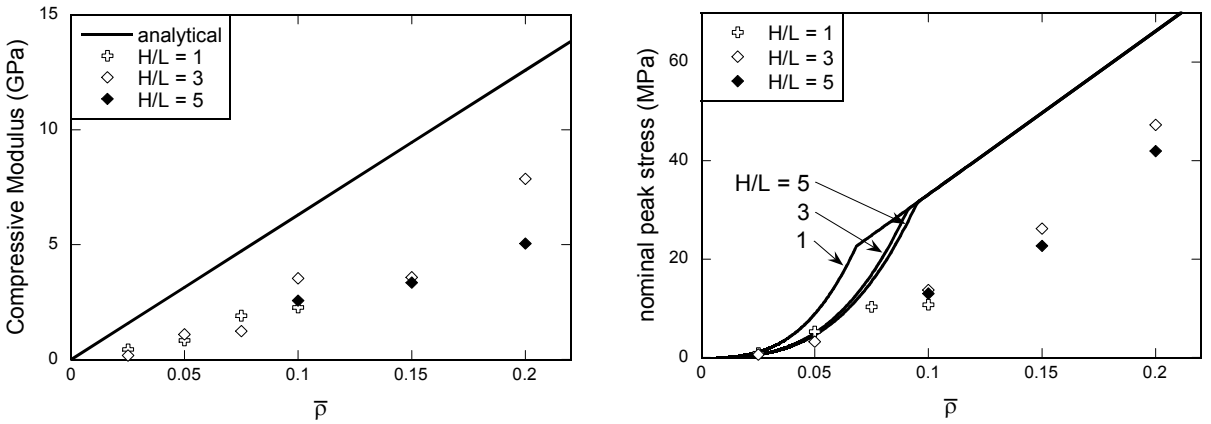 Compressive Modulus (GPa)
15
10
5
0
analytical
H/L = 1
H/L = 3
H/L = 5
0
0.05
0.1
0.15
0.2
ρ̅
nominal peak stress (MPa)
60
40
20
0
H/L = 1
H/L = 3
H/L = 5
H/L = 5
3
1
0
0.05
0.1
0.15
0.2
ρ̅